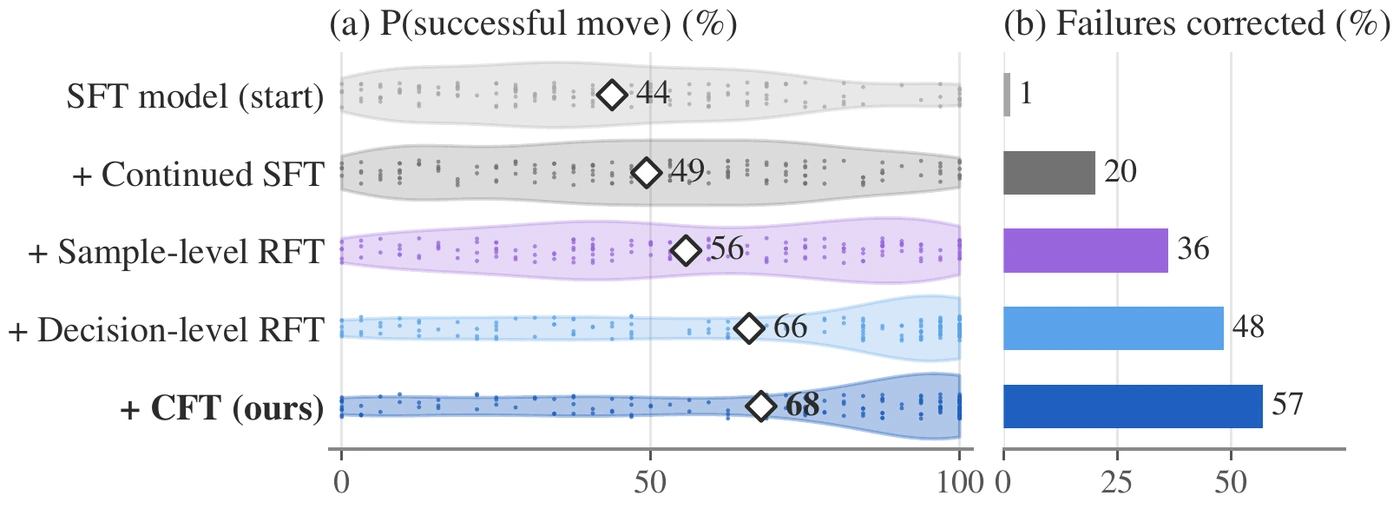 (a) P(successful move) (%)
(b) Failures corrected (%)
SFT model (start)
44
1
+ Continued SFT
49
20
+ Sample-level RFT
56
36
+ Decision-level RFT
66
48
+ CFT (ours)
68
57
0
50
100
0
25
50